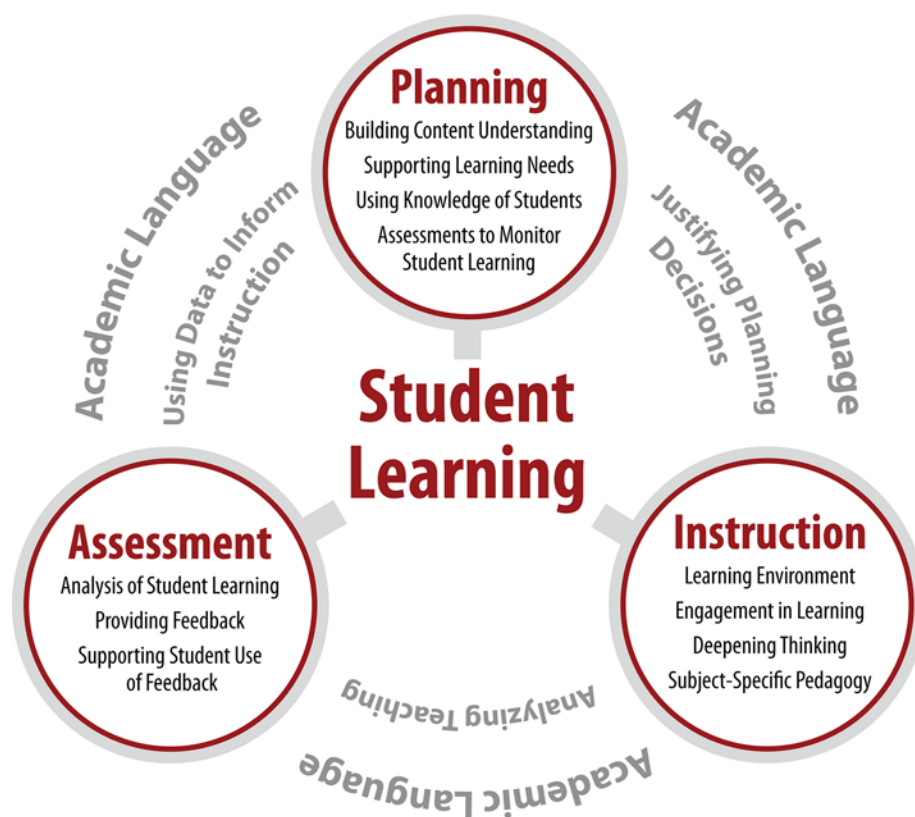 Planning
Building Content Understanding
Supporting Learning Needs
Using Knowledge of Students
Assessments to Monitor
Student Learning
Academic Language
Using Data to Inform
Instruction
Academic Language
Justifying Planning
Decisions
Student
Learning
Assessment
Analysis of Student Learning
Providing Feedback
Supporting Student Use
of Feedback
Instruction
Learning Environment
Engagement in Learning
Deepening Thinking
Subject-Specific Pedagogy
Analyzing Teaching
Academic Language